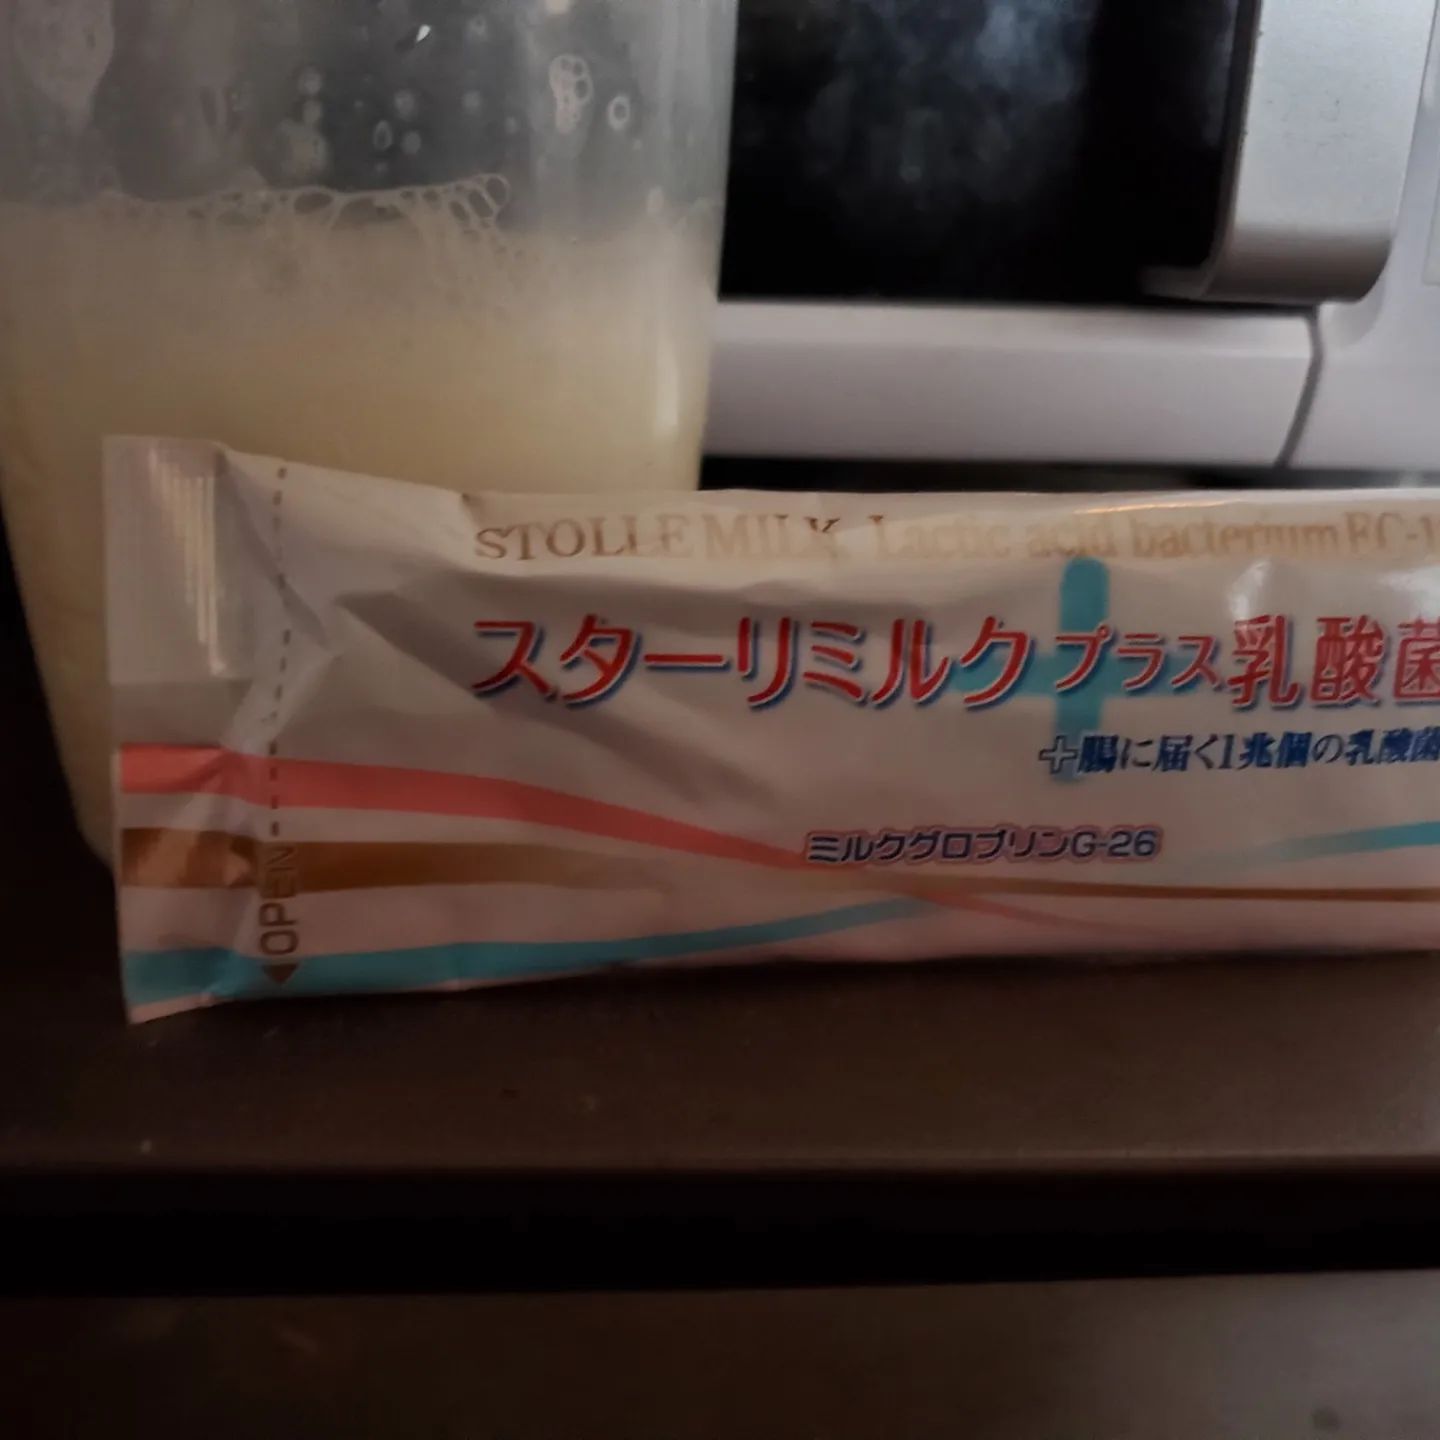 STOLLE MILK Lactic acid bacterium EC-1
スターリミルクプラス乳酸菌
+腸に届く1兆個の乳酸菌
ミルクグロブリンG-26
◀OPEN